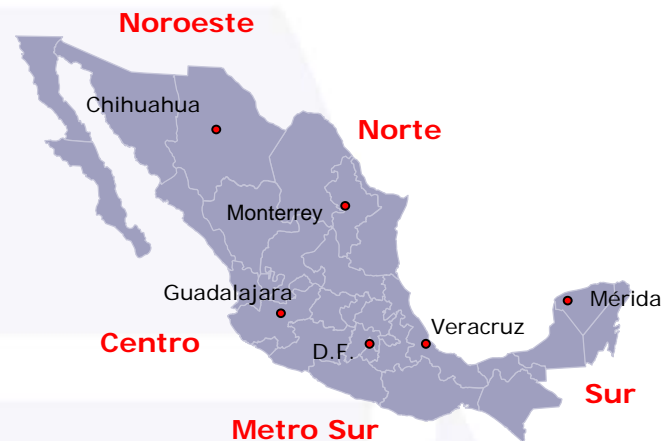 Noroeste
Chihuahua
Norte
Monterrey
Guadalajara
Mérida
Veracruz
Centro
D.F.
Sur
Metro Sur